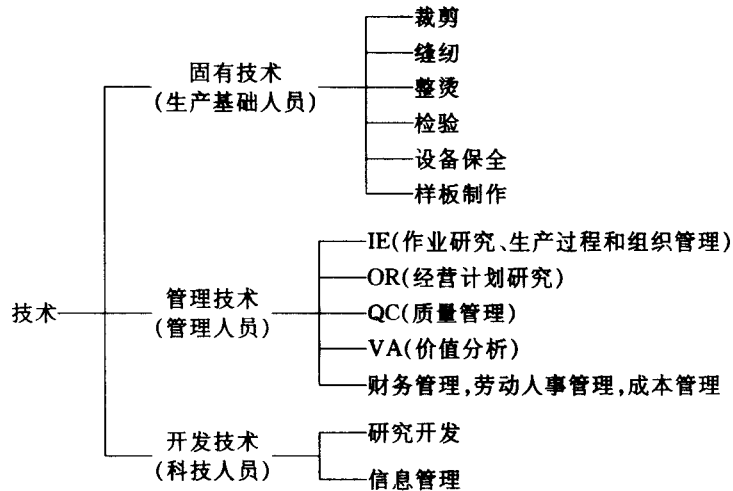 技术
固有技术
(生产基础人员)
裁剪
缝纫
整烫
检验
设备保全
样板制作
管理技术
(管理人员)
IE(作业研究、生产过程和组织管理)
OR(经营计划研究)
QC(质量管理)
VA(价值分析)
财务管理,劳动人事管理,成本管理
开发技术
(科技人员)
研究开发
信息管理